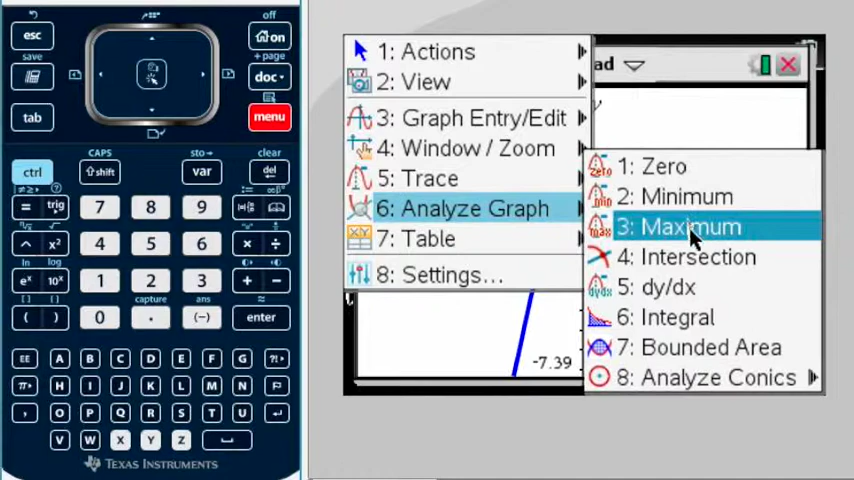 off
esc
on
save
+ page
doc
tab
menu
CAPS
sto→
clear
ctrl
shift
var
del
= trig 7 8 9
^ x² 4 5 6 × ÷
ln log
eˣ 10ˣ 1 2 3 + −
[ ] { } capture ans ≈
( ) 0 . (−) enter
EE A B C D E F G ?!
π H I J K L M N
, O P Q R S T U
V W X Y Z
TEXAS INSTRUMENTS
1: Actions
2: View
3: Graph Entry/Edit
4: Window / Zoom
5: Trace
6: Analyze Graph
7: Table
8: Settings…
ad
y
1: Zero
2: Minimum
3: Maximum
4: Intersection
5: dy/dx
6: Integral
7: Bounded Area
8: Analyze Conics
-7.39